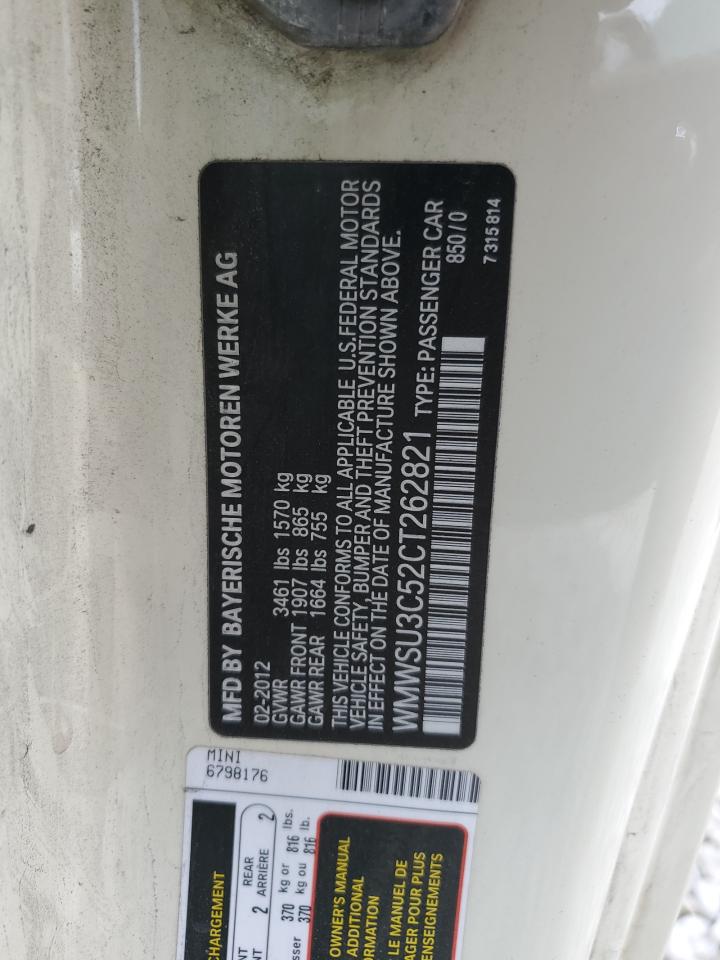 MFD BY BAYERISCHE MOTOREN WERKE AG
02-2012
GVWR 3461 lbs 1570 kg
GAWR FRONT 1907 lbs 865 kg
GAWR REAR 1664 lbs 755 kg
THIS VEHICLE CONFORMS TO ALL APPLICABLE U.S.FEDERAL MOTOR
VEHICLE SAFETY, BUMPER AND THEFT PREVENTION STANDARDS
IN EFFECT ON THE DATE OF MANUFACTURE SHOWN ABOVE.
WMWSU3C52CT262821 TYPE: PASSENGER CAR
850/0
7 315 814
MINI
6798176
CHARGEMENT
2 REAR 2
ARRIÈRE
370 kg or 816 lbs.
370 kg ou 816 lb.
OWNER'S MANUAL
ADDITIONAL
LE MANUEL DE
POUR PLUS